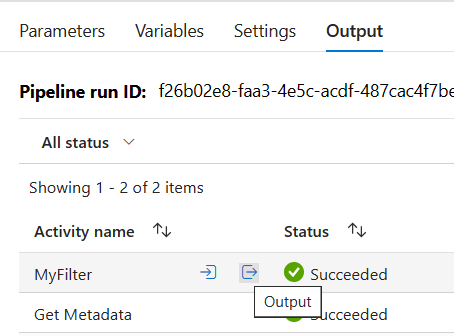 Parameters Variables Settings Output
Pipeline run ID: f26b02e8-faa3-4e5c-acdf-487cac4f7be
All status
Showing 1 - 2 of 2 items
Activity name Status
MyFilter Succeeded
Output
Get Metadata Succeeded